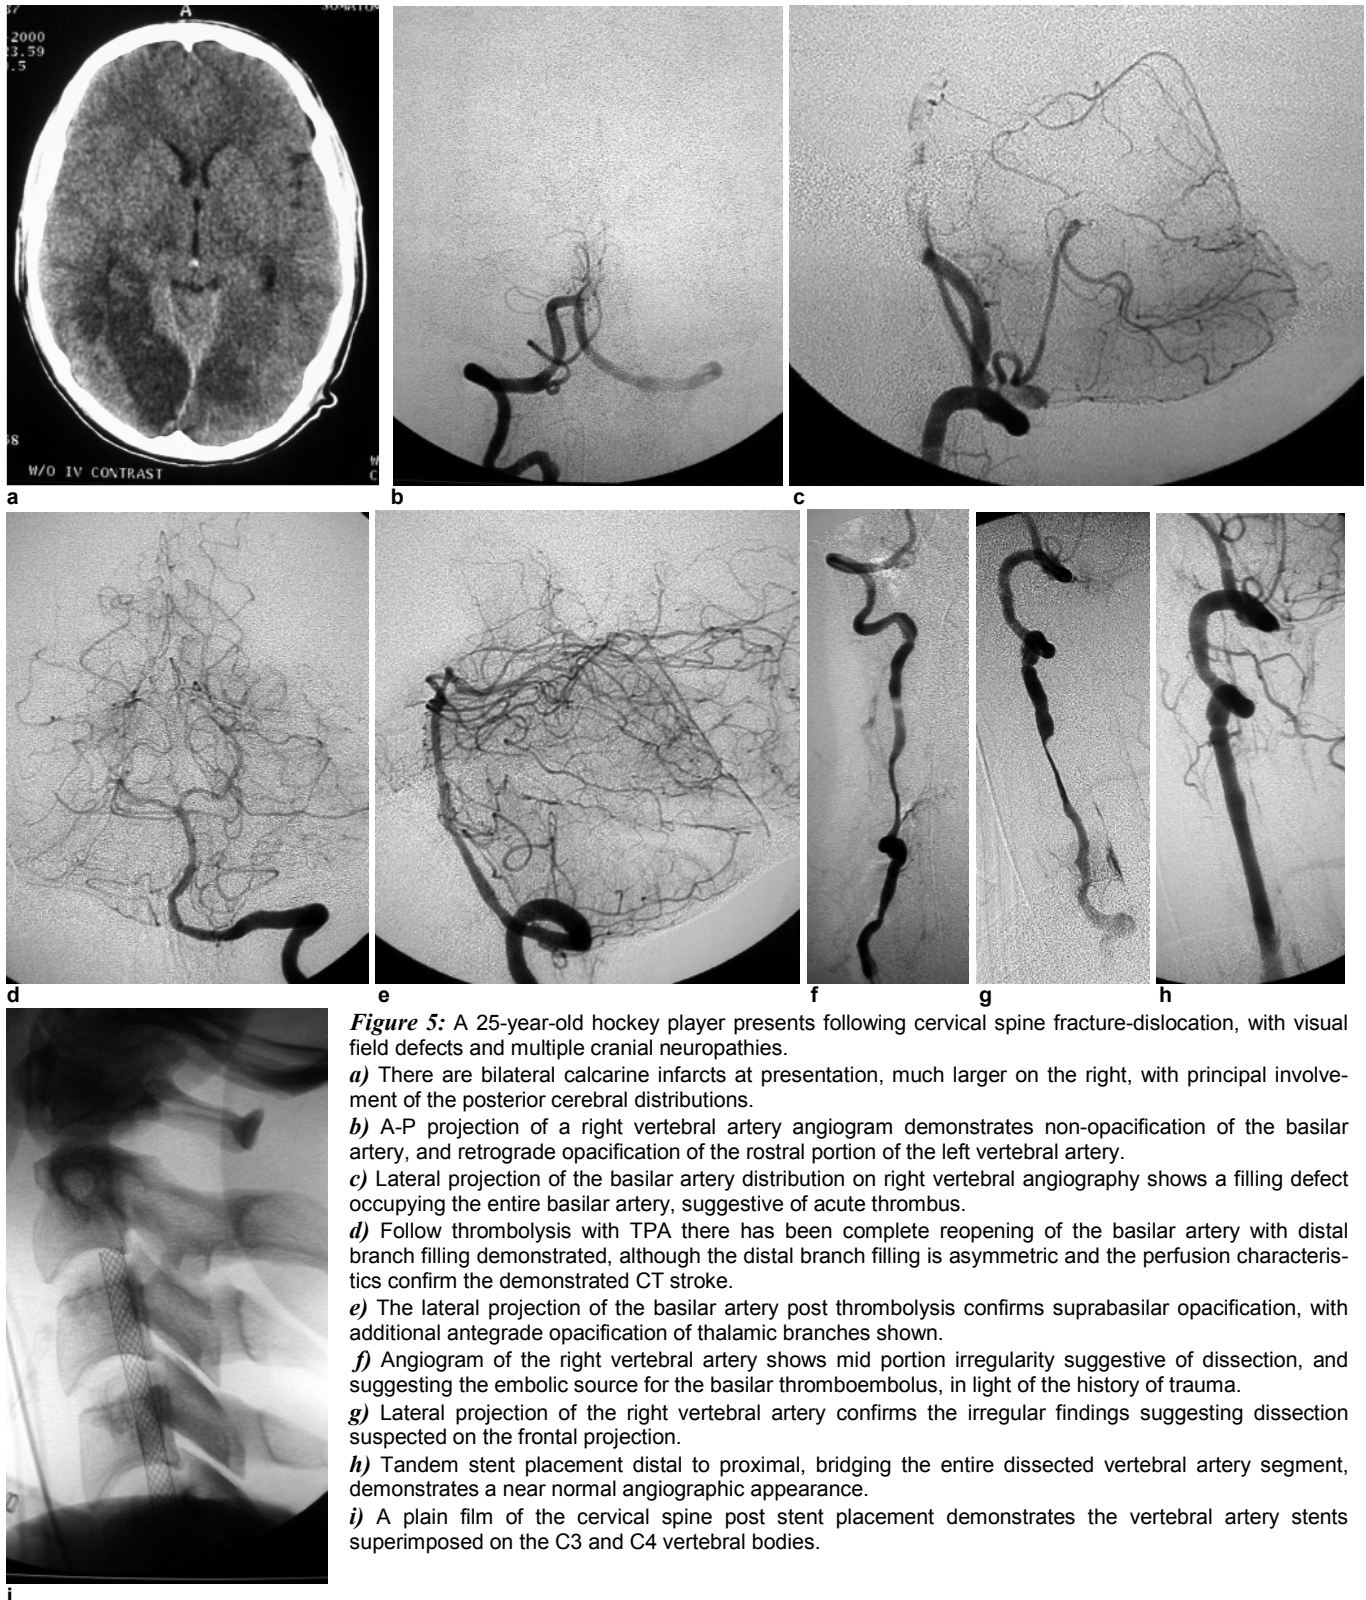 A
2000
23.59
.5
W/O IV CONTRAST
a
b
c
d
e
f
g
h
i
Figure 5: A 25-year-old hockey player presents following cervical spine fracture-dislocation, with visual
field defects and multiple cranial neuropathies.
a) There are bilateral calcarine infarcts at presentation, much larger on the right, with principal involve-
ment of the posterior cerebral distributions.
b) A-P projection of a right vertebral artery angiogram demonstrates non-opacification of the basilar
artery, and retrograde opacification of the rostral portion of the left vertebral artery.
c) Lateral projection of the basilar artery distribution on right vertebral angiography shows a filling defect
occupying the entire basilar artery, suggestive of acute thrombus.
d) Follow thrombolysis with TPA there has been complete reopening of the basilar artery with distal
branch filling demonstrated, although the distal branch filling is asymmetric and the perfusion characteris-
tics confirm the demonstrated CT stroke.
e) The lateral projection of the basilar artery post thrombolysis confirms suprabasilar opacification, with
additional antegrade opacification of thalamic branches shown.
f) Angiogram of the right vertebral artery shows mid portion irregularity suggestive of dissection, and
suggesting the embolic source for the basilar thromboembolus, in light of the history of trauma.
g) Lateral projection of the right vertebral artery confirms the irregular findings suggesting dissection
suspected on the frontal projection.
h) Tandem stent placement distal to proximal, bridging the entire dissected vertebral artery segment,
demonstrates a near normal angiographic appearance.
i) A plain film of the cervical spine post stent placement demonstrates the vertebral artery stents
superimposed on the C3 and C4 vertebral bodies.